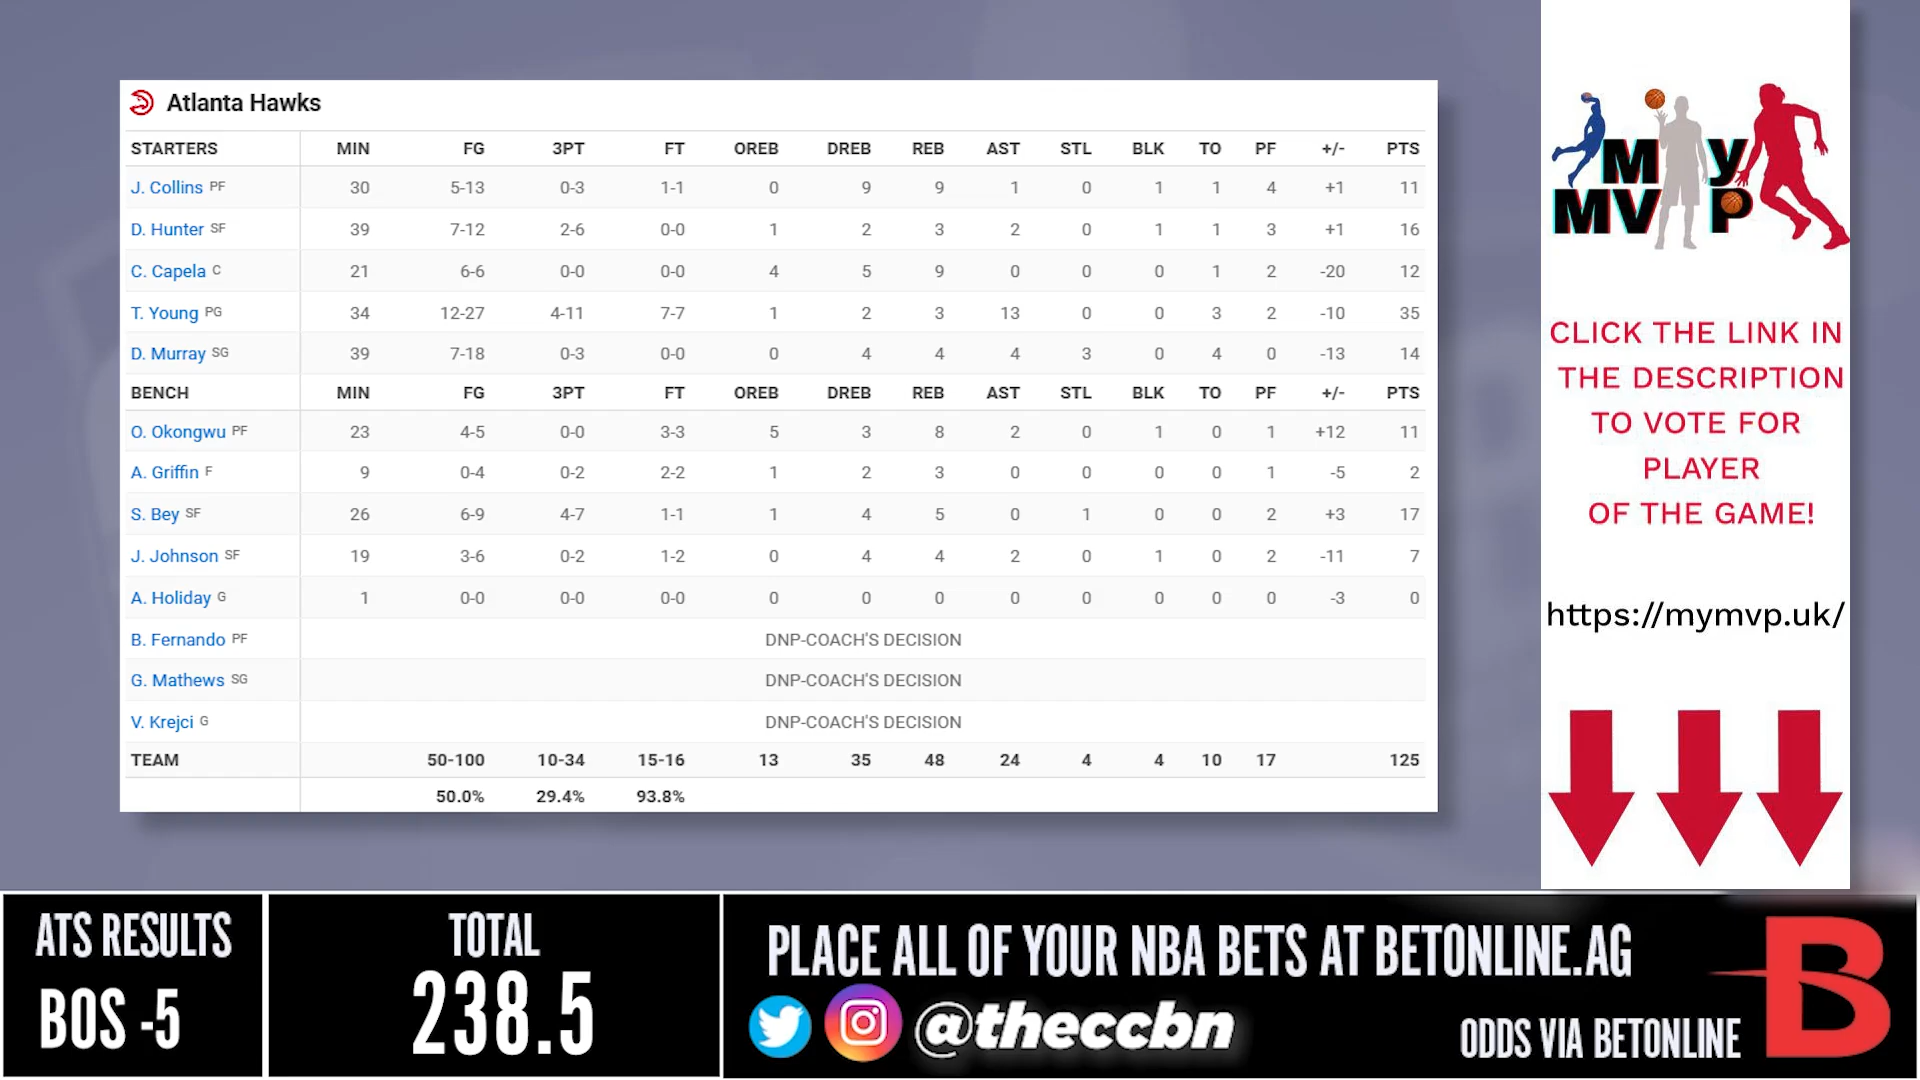 Atlanta Hawks
STARTERS MIN FG 3PT FT OREB DREB REB AST STL BLK TO PF +/- PTS
J. Collins PF 30 5-13 0-3 1-1 0 9 9 1 0 1 1 4 +1 11
D. Hunter SF 39 7-12 2-6 0-0 1 2 3 2 0 1 1 3 +1 16
C. Capela C 21 6-6 0-0 0-0 4 5 9 0 0 0 1 2 -20 12
T. Young PG 34 12-27 4-11 7-7 1 2 3 13 0 0 3 2 -10 35
D. Murray SG 39 7-18 0-3 0-0 0 4 4 4 3 0 4 0 -13 14
BENCH MIN FG 3PT FT OREB DREB REB AST STL BLK TO PF +/- PTS
O. Okongwu PF 23 4-5 0-0 3-3 5 3 8 2 0 1 0 1 +12 11
A. Griffin F 9 0-4 0-2 2-2 1 2 3 0 0 0 0 1 -5 2
S. Bey SF 26 6-9 4-7 1-1 1 4 5 0 1 0 0 2 +3 17
J. Johnson SF 19 3-6 0-2 1-2 0 4 4 2 0 1 0 2 -11 7
A. Holiday G 1 0-0 0-0 0-0 0 0 0 0 0 0 0 0 -3 0
B. Fernando PF DNP-COACH'S DECISION
G. Mathews SG DNP-COACH'S DECISION
V. Krejci G DNP-COACH'S DECISION
TEAM 50-100 10-34 15-16 13 35 48 24 4 4 10 17 125
50.0% 29.4% 93.8%
My
MVP
CLICK THE LINK IN
THE DESCRIPTION
TO VOTE FOR
PLAYER
OF THE GAME!
https://mymvp.uk/
ATS RESULTS
BOS -5
TOTAL
238.5
PLACE ALL OF YOUR NBA BETS AT BETONLINE.AG
@theccbn
ODDS VIA BETONLINE
B